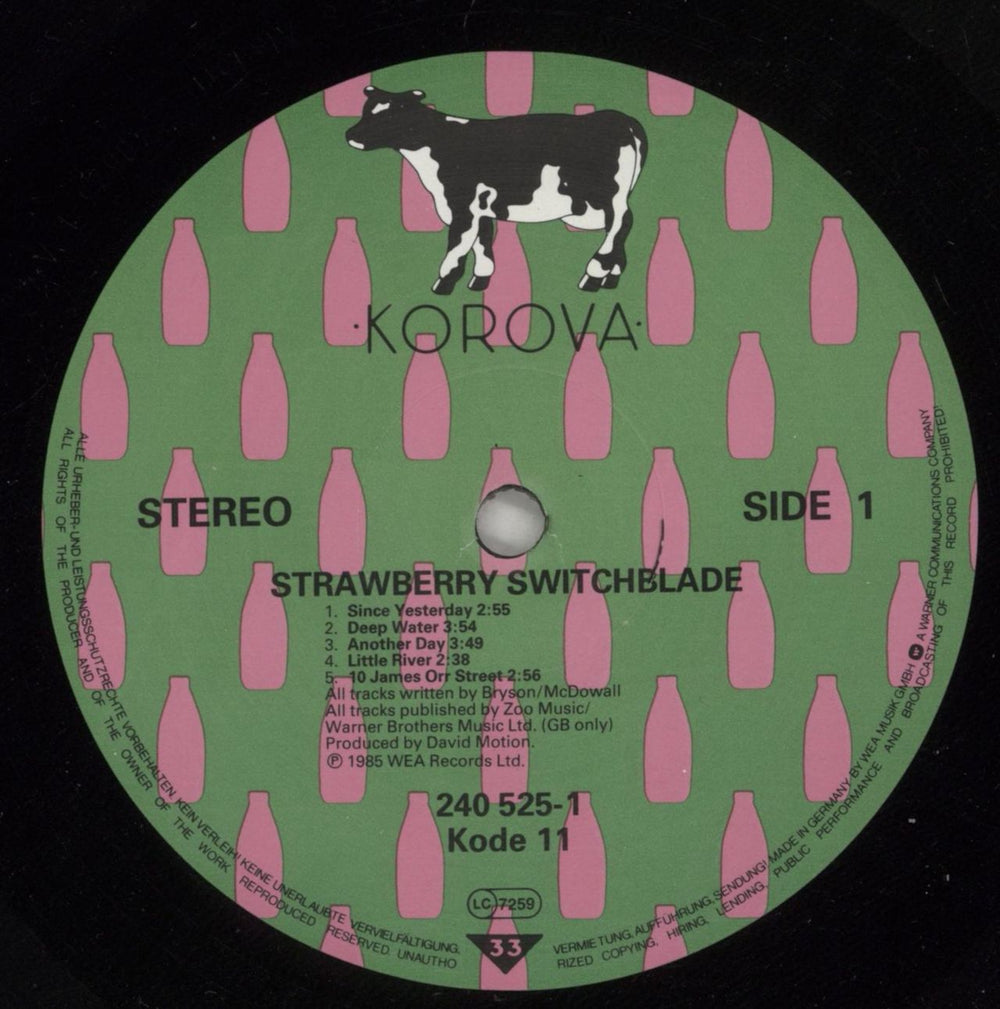 ·KOROVA·
STEREO
SIDE 1
STRAWBERRY SWITCHBLADE
1. Since Yesterday 2:55
2. Deep Water 3:54
3. Another Day 3:49
4. Little River 2:38
5. 10 James Orr Street 2:56
All tracks written by Bryson/McDowall
All tracks published by Zoo Music/
Warner Brothers Music Ltd. (GB only)
Produced by David Motion.
℗ 1985 WEA Records Ltd.
240 525-1
Kode 11
LC 7259
33
ALLE URHEBER- UND LEISTUNGSSCHUTZRECHTE VORBEHALTEN KEIN VERLEIH! KEINE UNERLAUBTE VERVIELFÄLTIGUNG, VERMIETUNG, AUFFÜHRUNG, SENDUNG! MADE IN GERMANY BY WEA MUSIK GMBH A WARNER COMMUNICATIONS COMPANY
ALL RIGHTS OF THE PRODUCER AND OF THE OWNER OF THE WORK REPRODUCED RESERVED. UNAUTHORIZED COPYING, HIRING, LENDING, PUBLIC PERFORMANCE AND BROADCASTING OF THIS RECORD PROHIBITED!